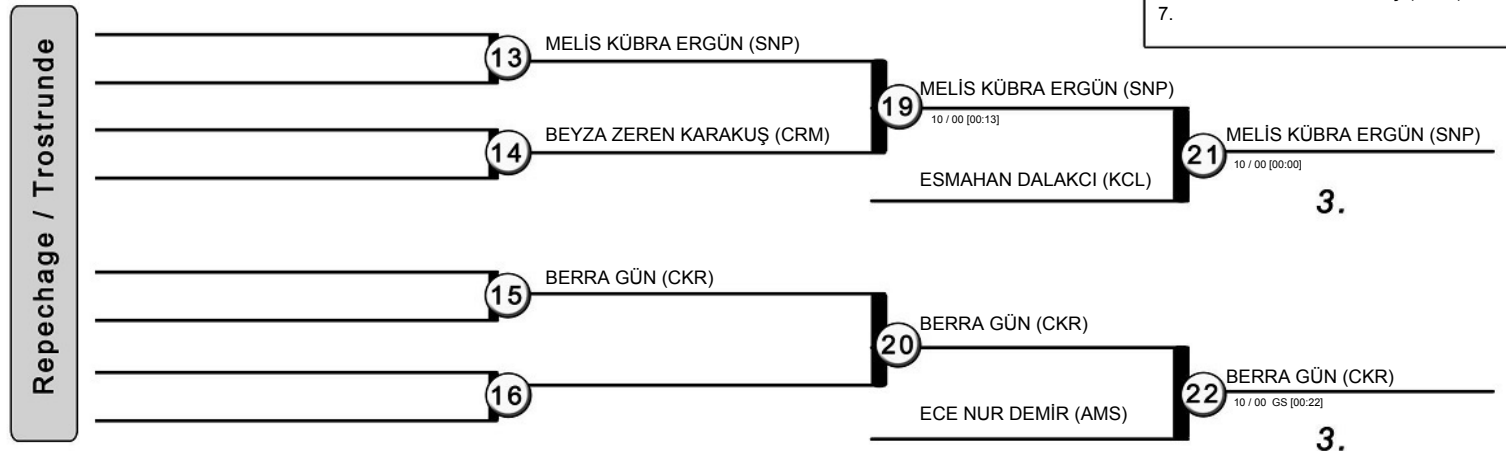 7.
Repechage / Trostrunde
13
MELİS KÜBRA ERGÜN (SNP)
19
MELİS KÜBRA ERGÜN (SNP)
10 / 00 [00:13]
14
BEYZA ZEREN KARAKUŞ (CRM)
21
MELİS KÜBRA ERGÜN (SNP)
10 / 00 [00:00]
ESMAHAN DALAKCI (KCL)
3.
15
BERRA GÜN (CKR)
20
BERRA GÜN (CKR)
16
22
BERRA GÜN (CKR)
10 / 00 GS [00:22]
ECE NUR DEMİR (AMS)
3.